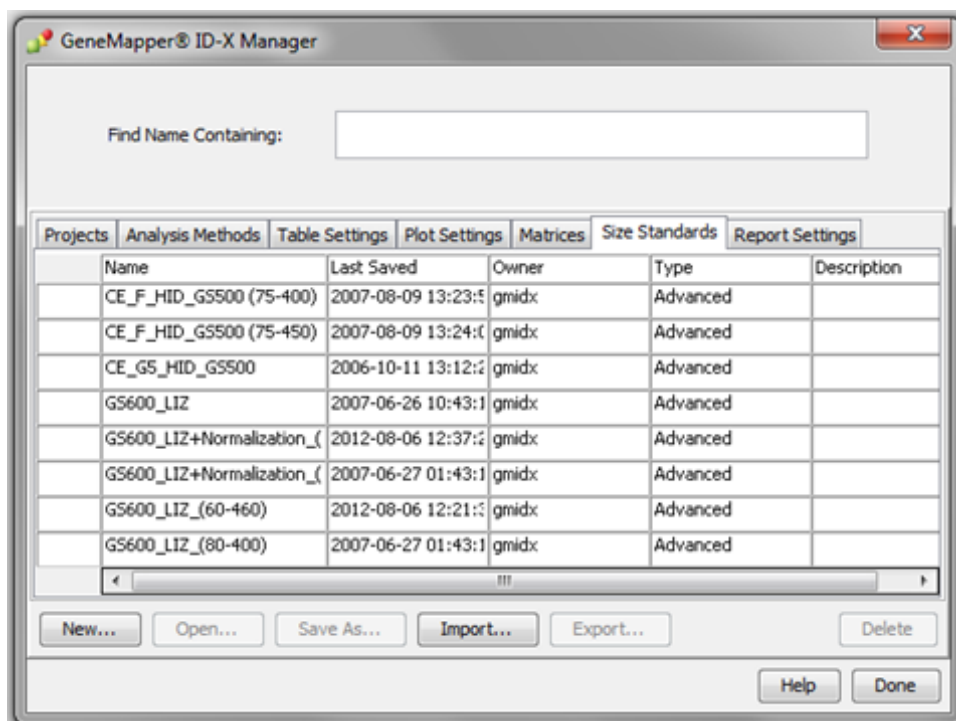 GeneMapper® ID-X Manager
Find Name Containing:
Projects Analysis Methods Table Settings Plot Settings Matrices Size Standards Report Settings
Name Last Saved Owner Type Description
CE_F_HID_GS500 (75-400) 2007-08-09 13:23:5 gmidx Advanced
CE_F_HID_GS500 (75-450) 2007-08-09 13:24:0 gmidx Advanced
CE_G5_HID_GS500 2006-10-11 13:12:2 gmidx Advanced
GS600_LIZ 2007-06-26 10:43:1 gmidx Advanced
GS600_LIZ+Normalization_( 2012-08-06 12:37:2 gmidx Advanced
GS600_LIZ+Normalization_( 2007-06-27 01:43:1 gmidx Advanced
GS600_LIZ_(60-460) 2012-08-06 12:21:3 gmidx Advanced
GS600_LIZ_(80-400) 2007-06-27 01:43:1 gmidx Advanced
New... Open... Save As... Import... Export... Delete
Help Done